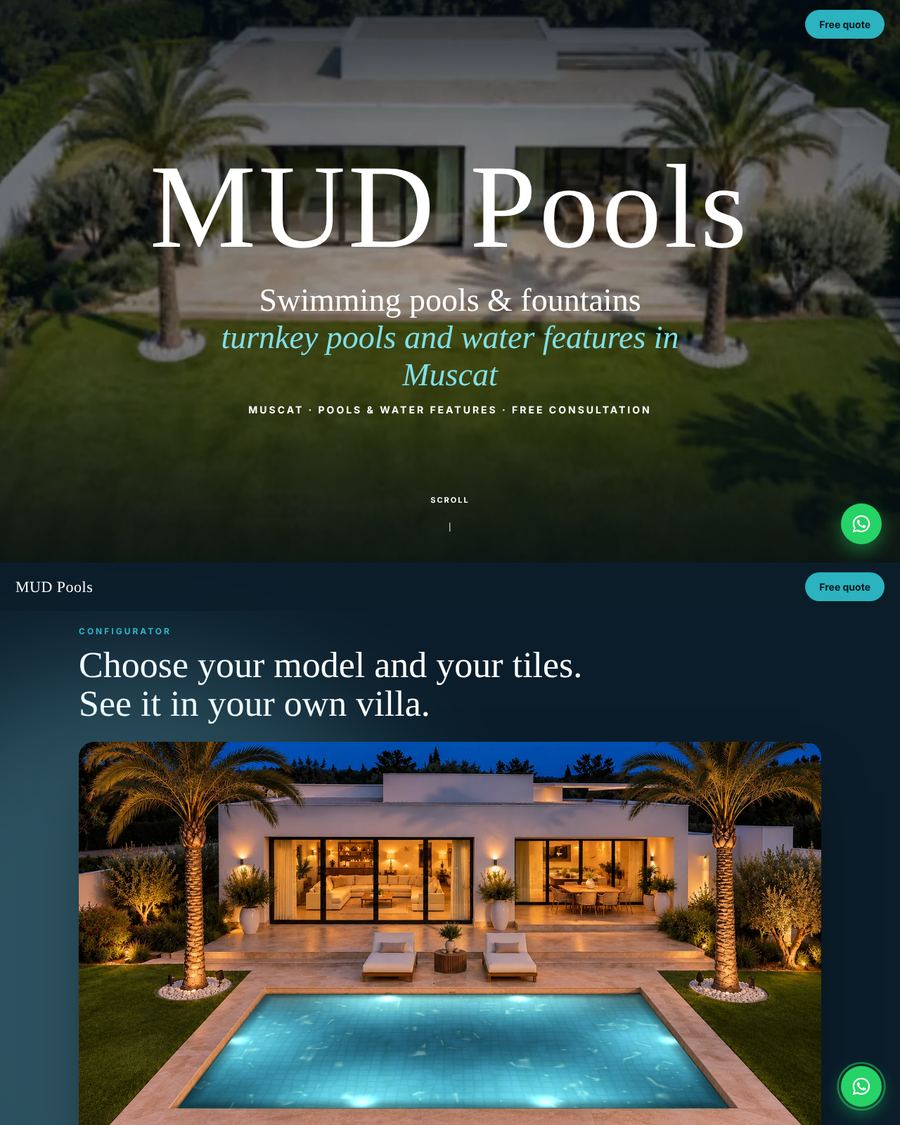 Free quote
MUD Pools
Swimming pools & fountains
turnkey pools and water features in
Muscat
MUSCAT · POOLS & WATER FEATURES · FREE CONSULTATION
SCROLL
MUD Pools
Free quote
CONFIGURATOR
Choose your model and your tiles.
See it in your own villa.